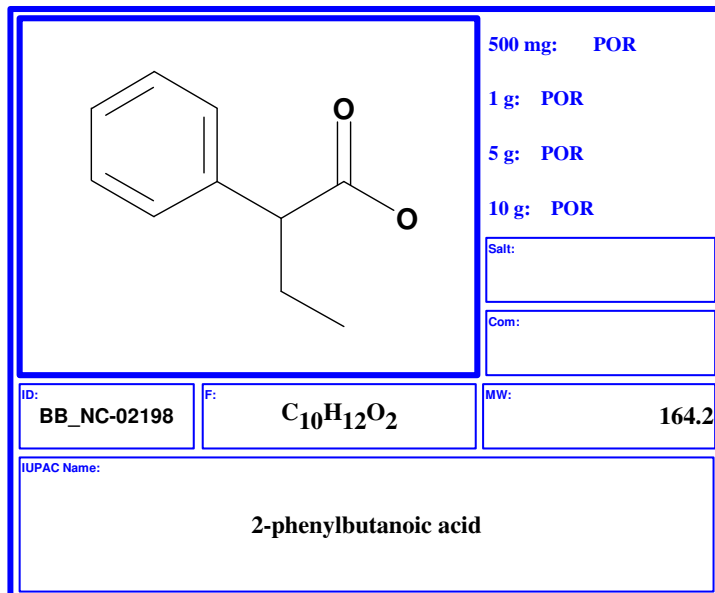 O
O
500 mg: POR
1 g: POR
5 g: POR
10 g: POR
Salt:
Com:
ID:
BB_NC-02198
F:
C10H12O2
MW:
164.2
IUPAC Name:
2-phenylbutanoic acid